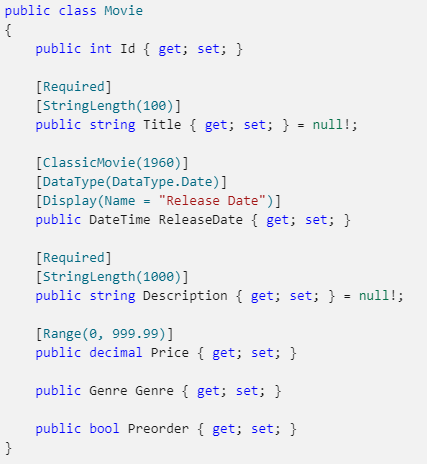 public class Movie
{
    public int Id { get; set; }

    [Required]
    [StringLength(100)]
    public string Title { get; set; } = null!;

    [ClassicMovie(1960)]
    [DataType(DataType.Date)]
    [Display(Name = "Release Date")]
    public DateTime ReleaseDate { get; set; }

    [Required]
    [StringLength(1000)]
    public string Description { get; set; } = null!;

    [Range(0, 999.99)]
    public decimal Price { get; set; }

    public Genre Genre { get; set; }

    public bool Preorder { get; set; }
}